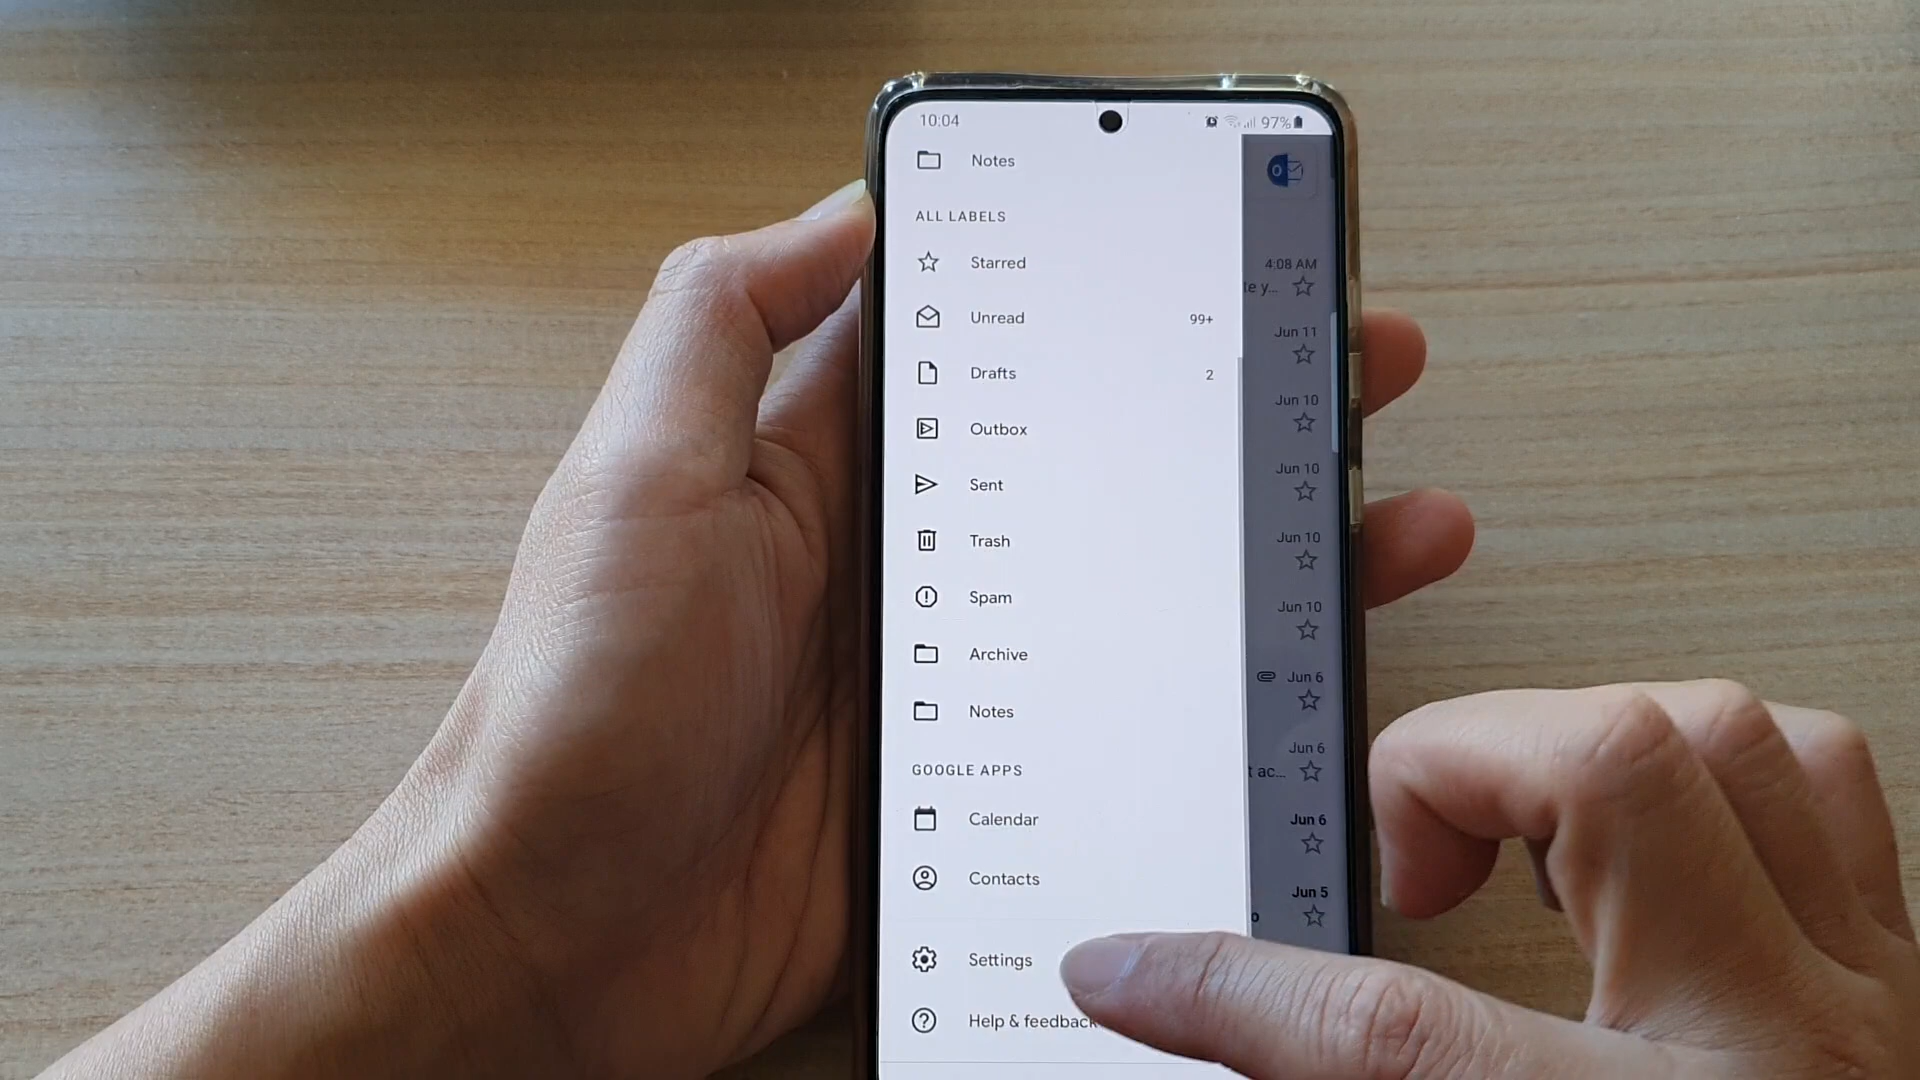 10:04 97%
Notes
ALL LABELS
Starred
4:08 AM
te y...
Unread 99+
Jun 11
Drafts 2
Jun 10
Outbox
Jun 10
Sent
Jun 10
Trash
Spam
Jun 10
Archive
Jun 6
Notes
Jun 6
GOOGLE APPS
t ac...
Calendar
Jun 6
Contacts
Jun 5
o
Settings
Help & feedback